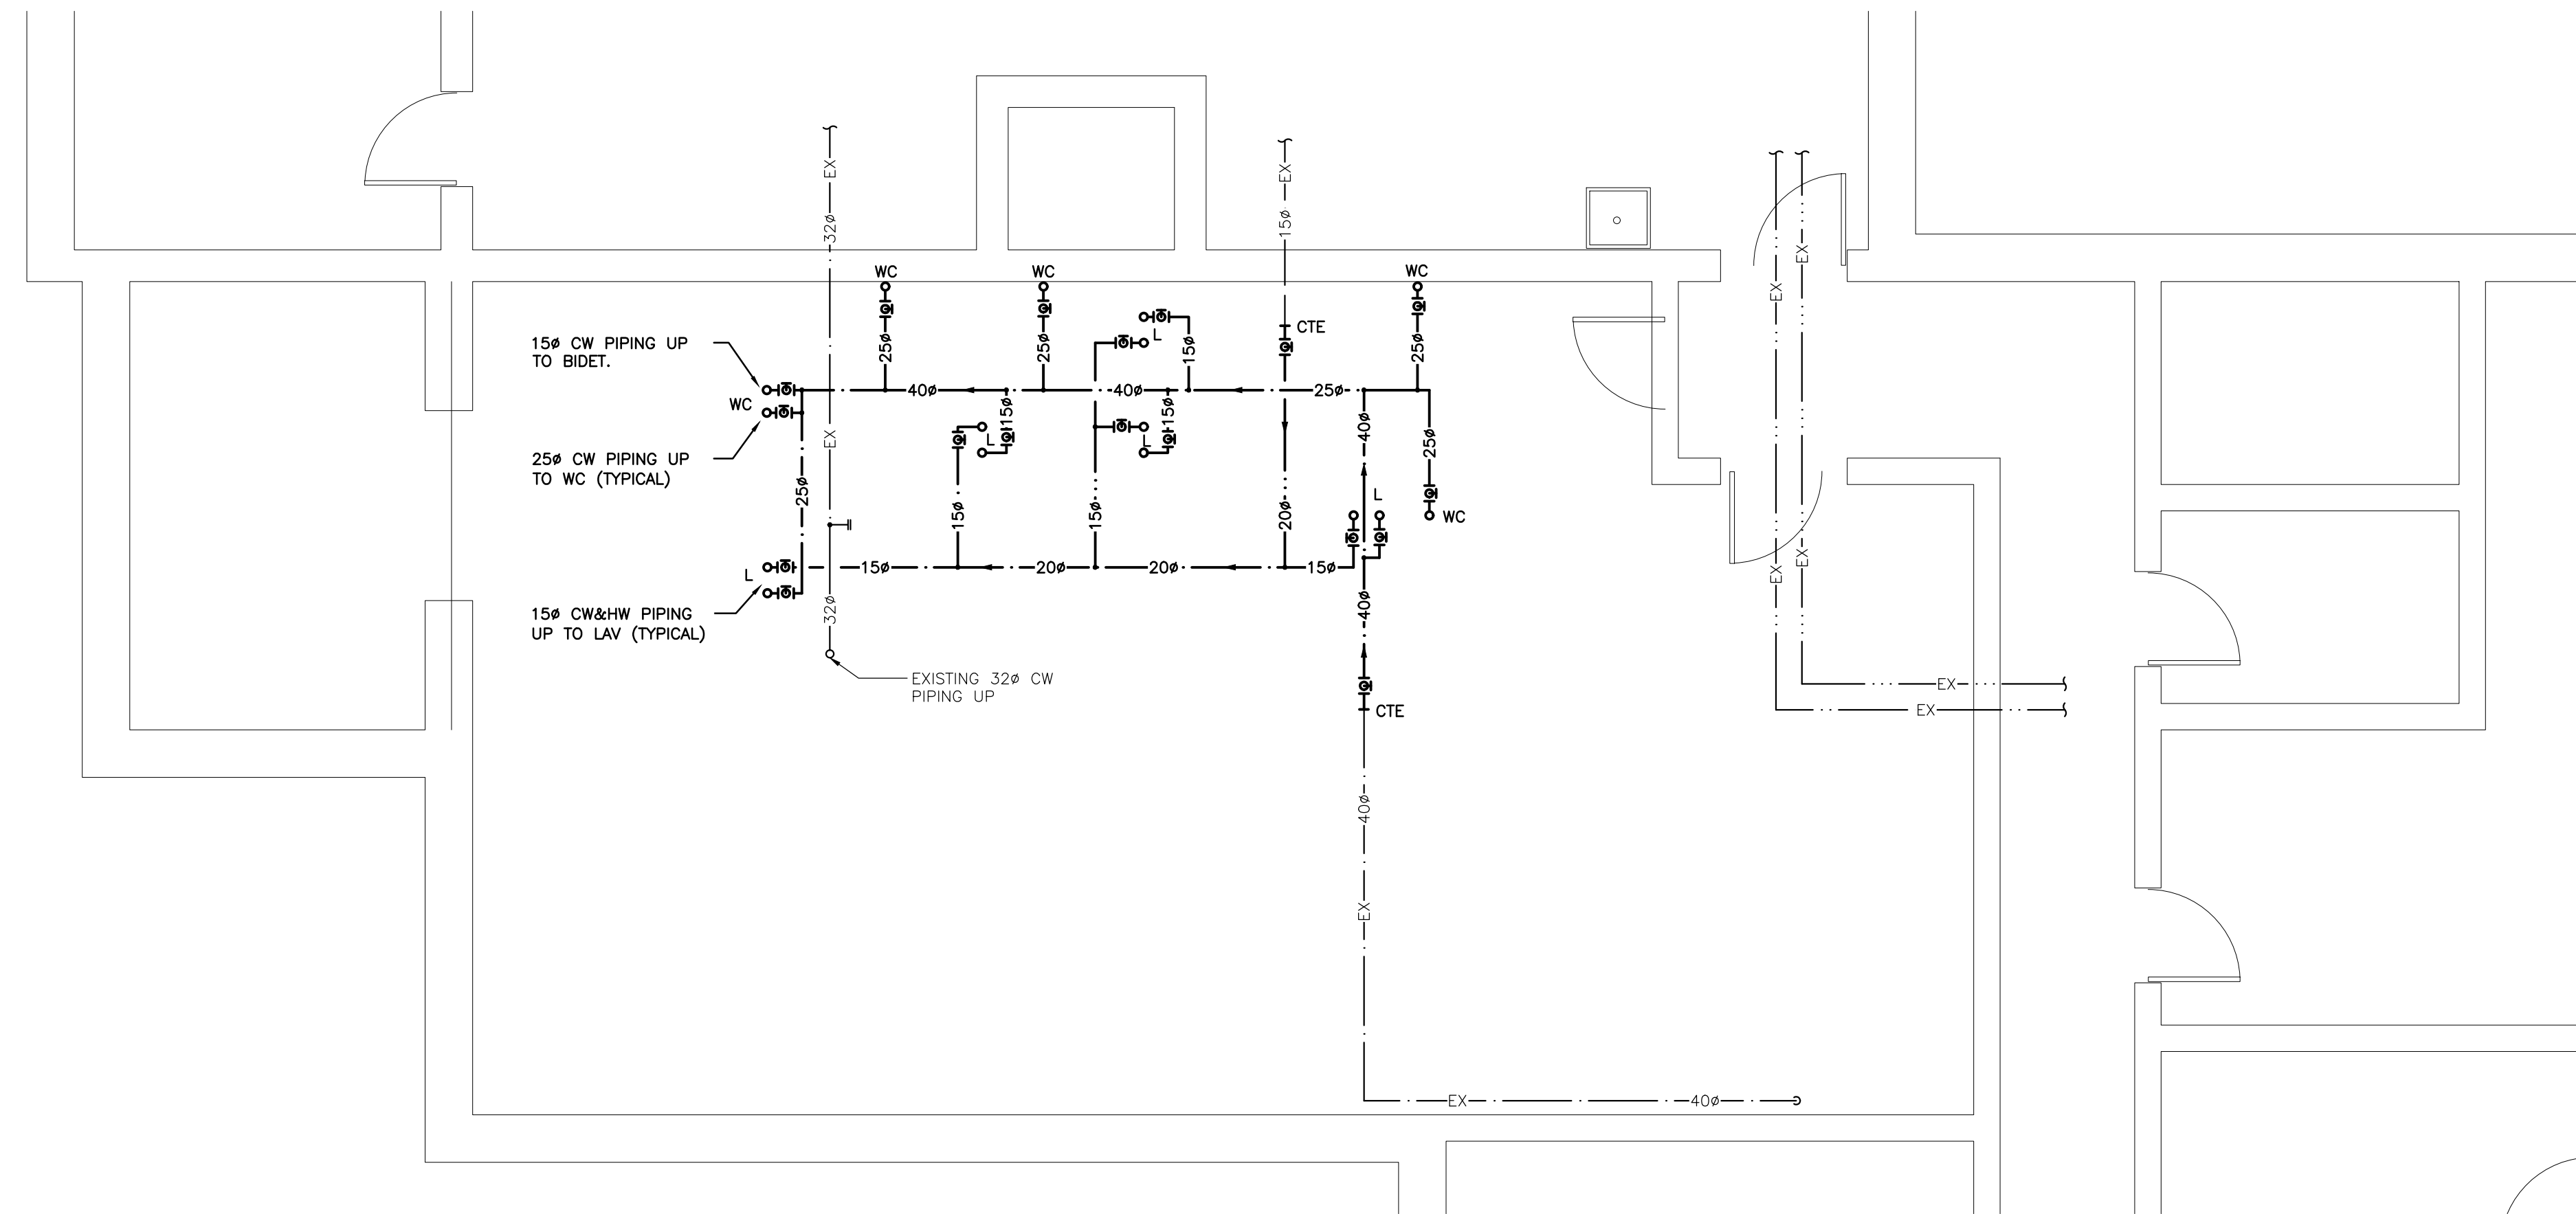 EX
EX
32ø
15ø
EX
EX
WC
WC
WC
EX
EX
L
CTE
15ø CW PIPING UP
TO BIDET.
25ø
25ø
15ø
25ø
40ø
40ø
25ø
WC
15ø
15ø
40ø
EX
L
L
25ø
25ø CW PIPING UP
TO WC (TYPICAL)
25ø
15ø
15ø
20ø
L
WC
15ø
20ø
20ø
15ø
EX
EX
L
15ø CW&HW PIPING
UP TO LAV (TYPICAL)
32ø
40ø
EXISTING 32ø CW
PIPING UP
EX
EX
CTE
40ø
EX
EX
40ø